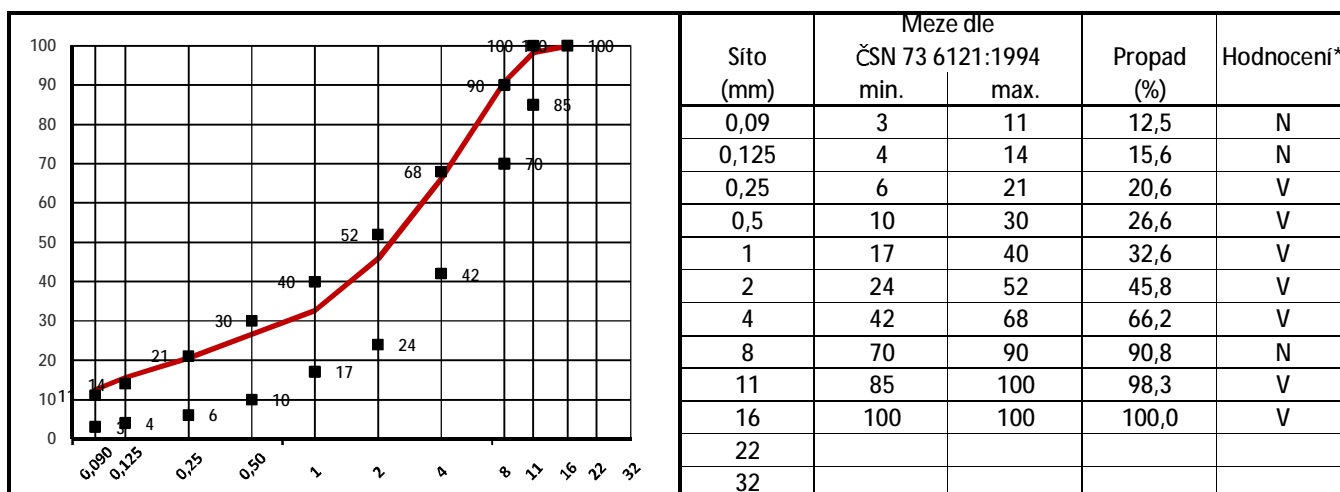 100
90
80
70
60
50
40
30
20
10
0
0,090 0,125 0,25 0,50 1 2 4 8 11 16 22 32
11 14 21 30 40 52 68 90 100 100 100
3 4 6 10 17 24 42 70 85
Meze dle
Síto ČSN 73 6121:1994 Propad Hodnocení*
(mm) min. max. (%)
0,09 3 11 12,5 N
0,125 4 14 15,6 N
0,25 6 21 20,6 V
0,5 10 30 26,6 V
1 17 40 32,6 V
2 24 52 45,8 V
4 42 68 66,2 V
8 70 90 90,8 N
11 85 100 98,3 V
16 100 100 100,0 V
22
32